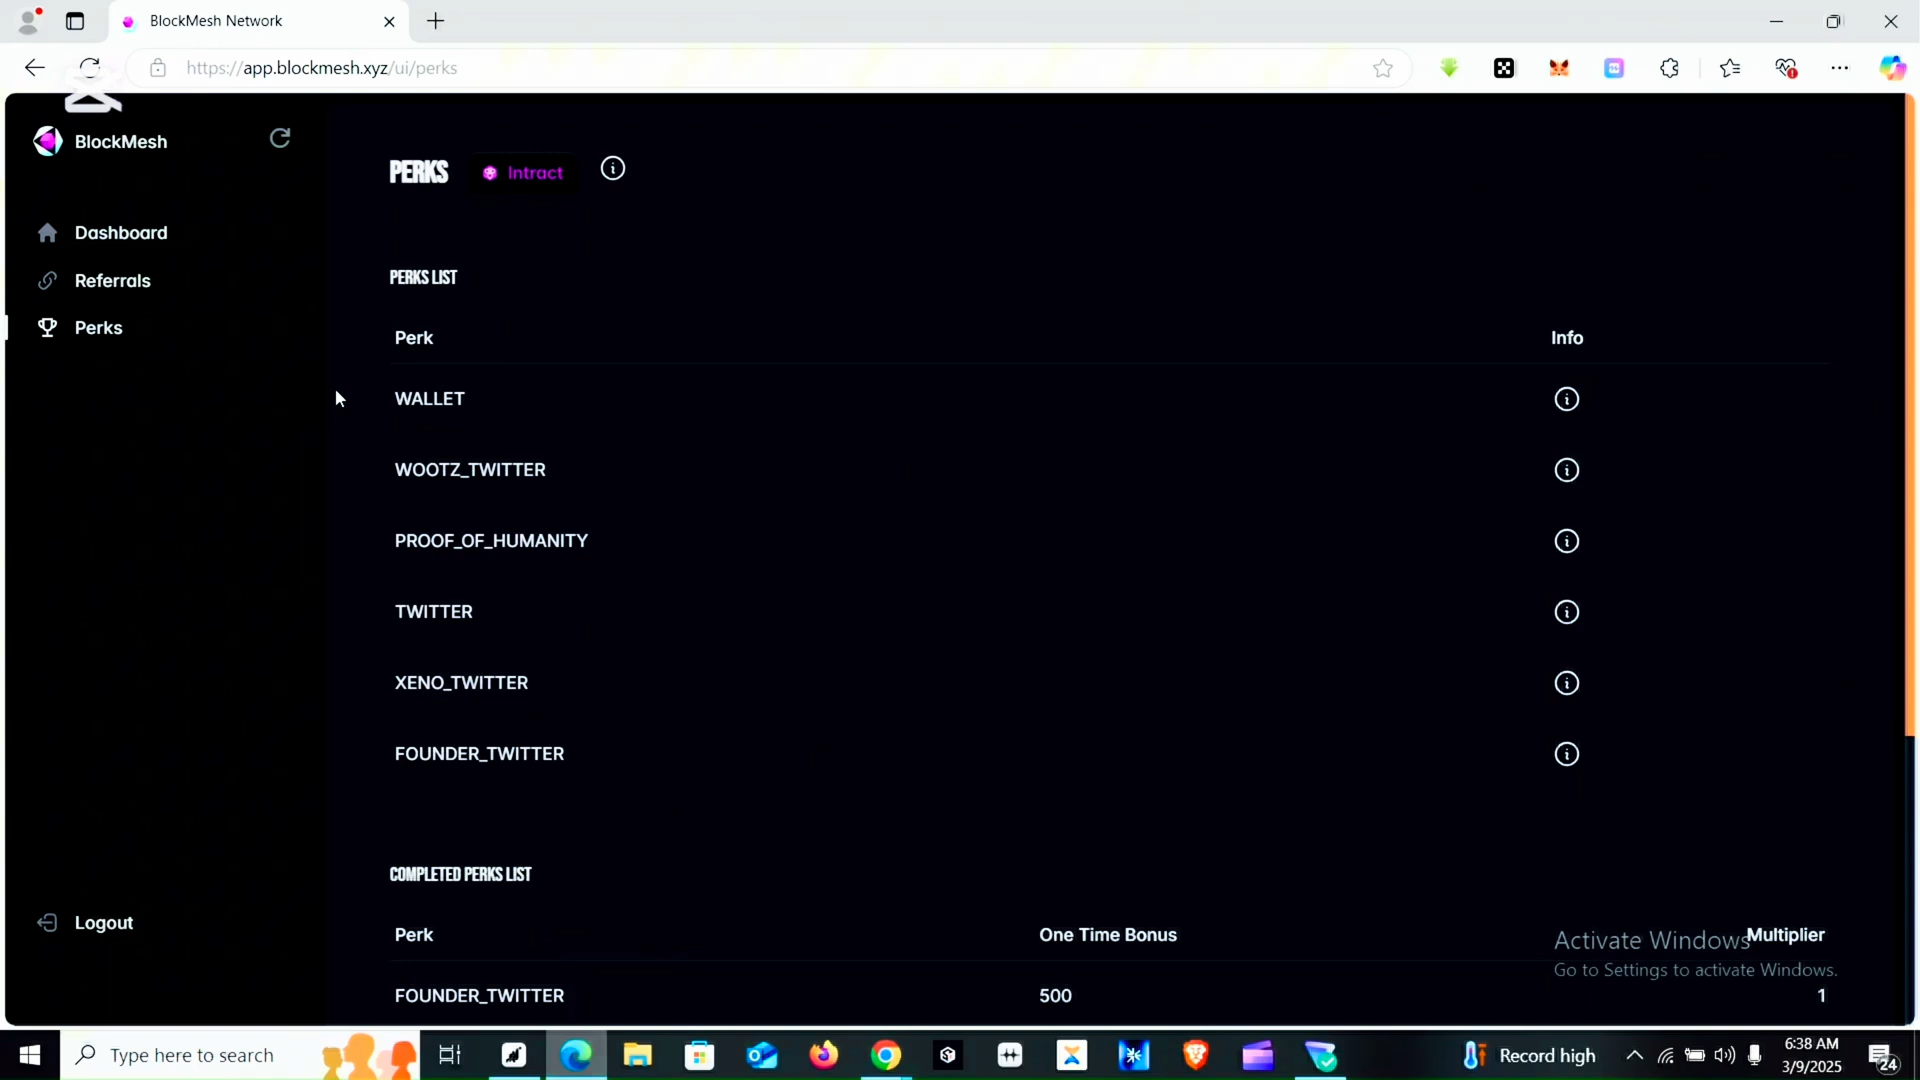 BlockMesh Network
https://app.blockmesh.xyz/ui/perks
BlockMesh
Dashboard
Referrals
Perks
Logout
PERKS
Intract
PERKS LIST
Perk Info
WALLET
WOOTZ_TWITTER
PROOF_OF_HUMANITY
TWITTER
XENO_TWITTER
FOUNDER_TWITTER
COMPLETED PERKS LIST
Perk One Time Bonus Multiplier
FOUNDER_TWITTER 500 1
Activate Windows
Go to Settings to activate Windows.
Type here to search
Record high
6:38 AM
3/9/2025
24